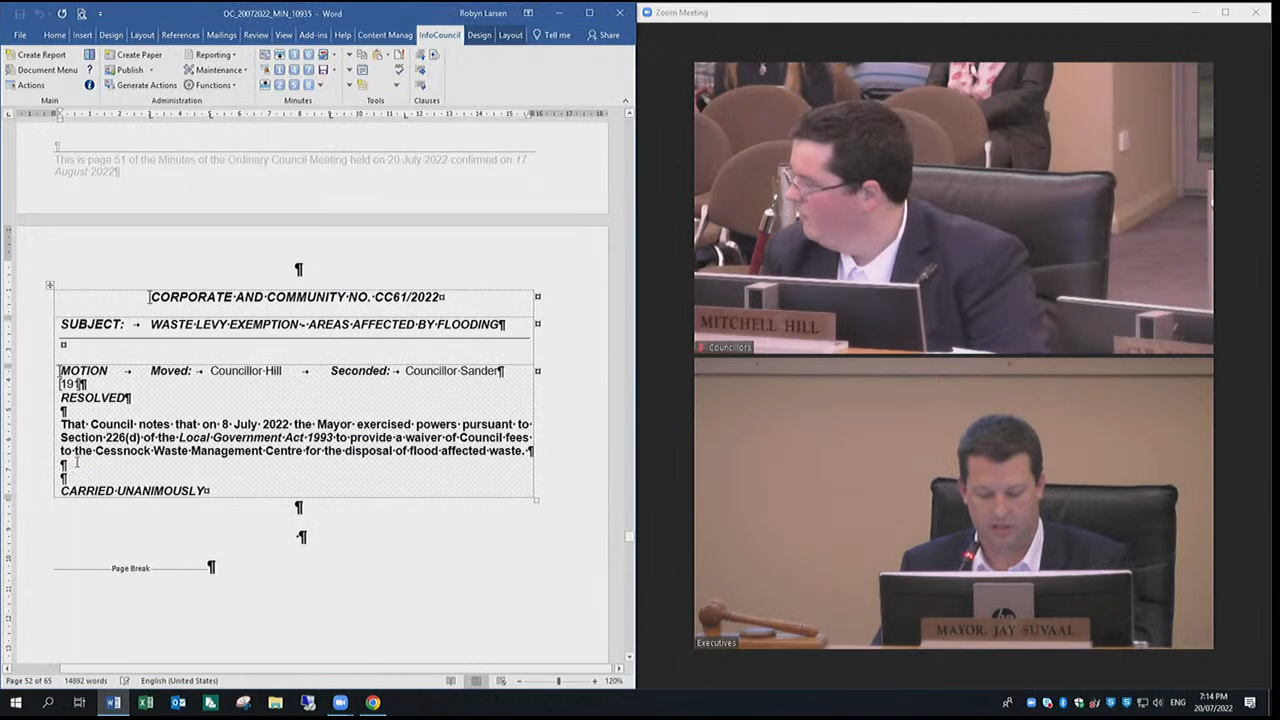 OC_20072022_MIN_10935 - Word
Robyn Larsen
Zoom Meeting
File Home Insert Design Layout References Mailings Review View Add-ins Help Content Manag InfoCouncil Design Layout Tell me Share
Create Report Create Paper Reporting
Document Menu Publish Maintenance
Actions Generate Actions Functions
Main Administration Minutes Tools Clauses
This is page 51 of the Minutes of the Ordinary Council Meeting held on 20 July 2022 confirmed on 17
August 2022¶
CORPORATE AND COMMUNITY NO. CC61/2022
SUBJECT: WASTE LEVY EXEMPTION - AREAS AFFECTED BY FLOODING¶
MOTION Moved: Councillor Hill Seconded: Councillor Sander¶
191¶
RESOLVED¶
That Council notes that on 8 July 2022 the Mayor exercised powers pursuant to
Section 226(d) of the Local Government Act 1993 to provide a waiver of Council fees
to the Cessnock Waste Management Centre for the disposal of flood affected waste. ¶
CARRIED UNANIMOUSLY
Page Break
MITCHELL HILL
Councillors
MAYOR. JAY SUVAAL
Executives
Page 52 of 65 14892 words English (United States) 120%
ENG
7:14 PM
20/07/2022